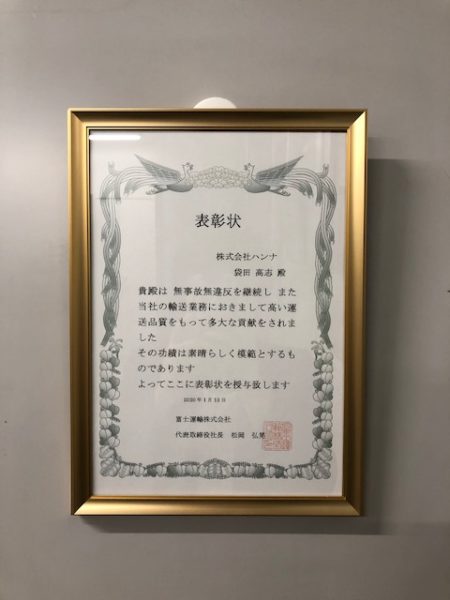 表彰状
株式会社ハンナ
袋田 高志 殿
貴殿は 無事故無違反を継続し また
当社の輸送業務におきまして高い運
送品質をもって多大な貢献をされま
した
その功績は素晴らしく模範とするも
のであります
よってここに表彰状を授与致します
富士運輸株式会社
代表取締役社長 松岡 弘晃